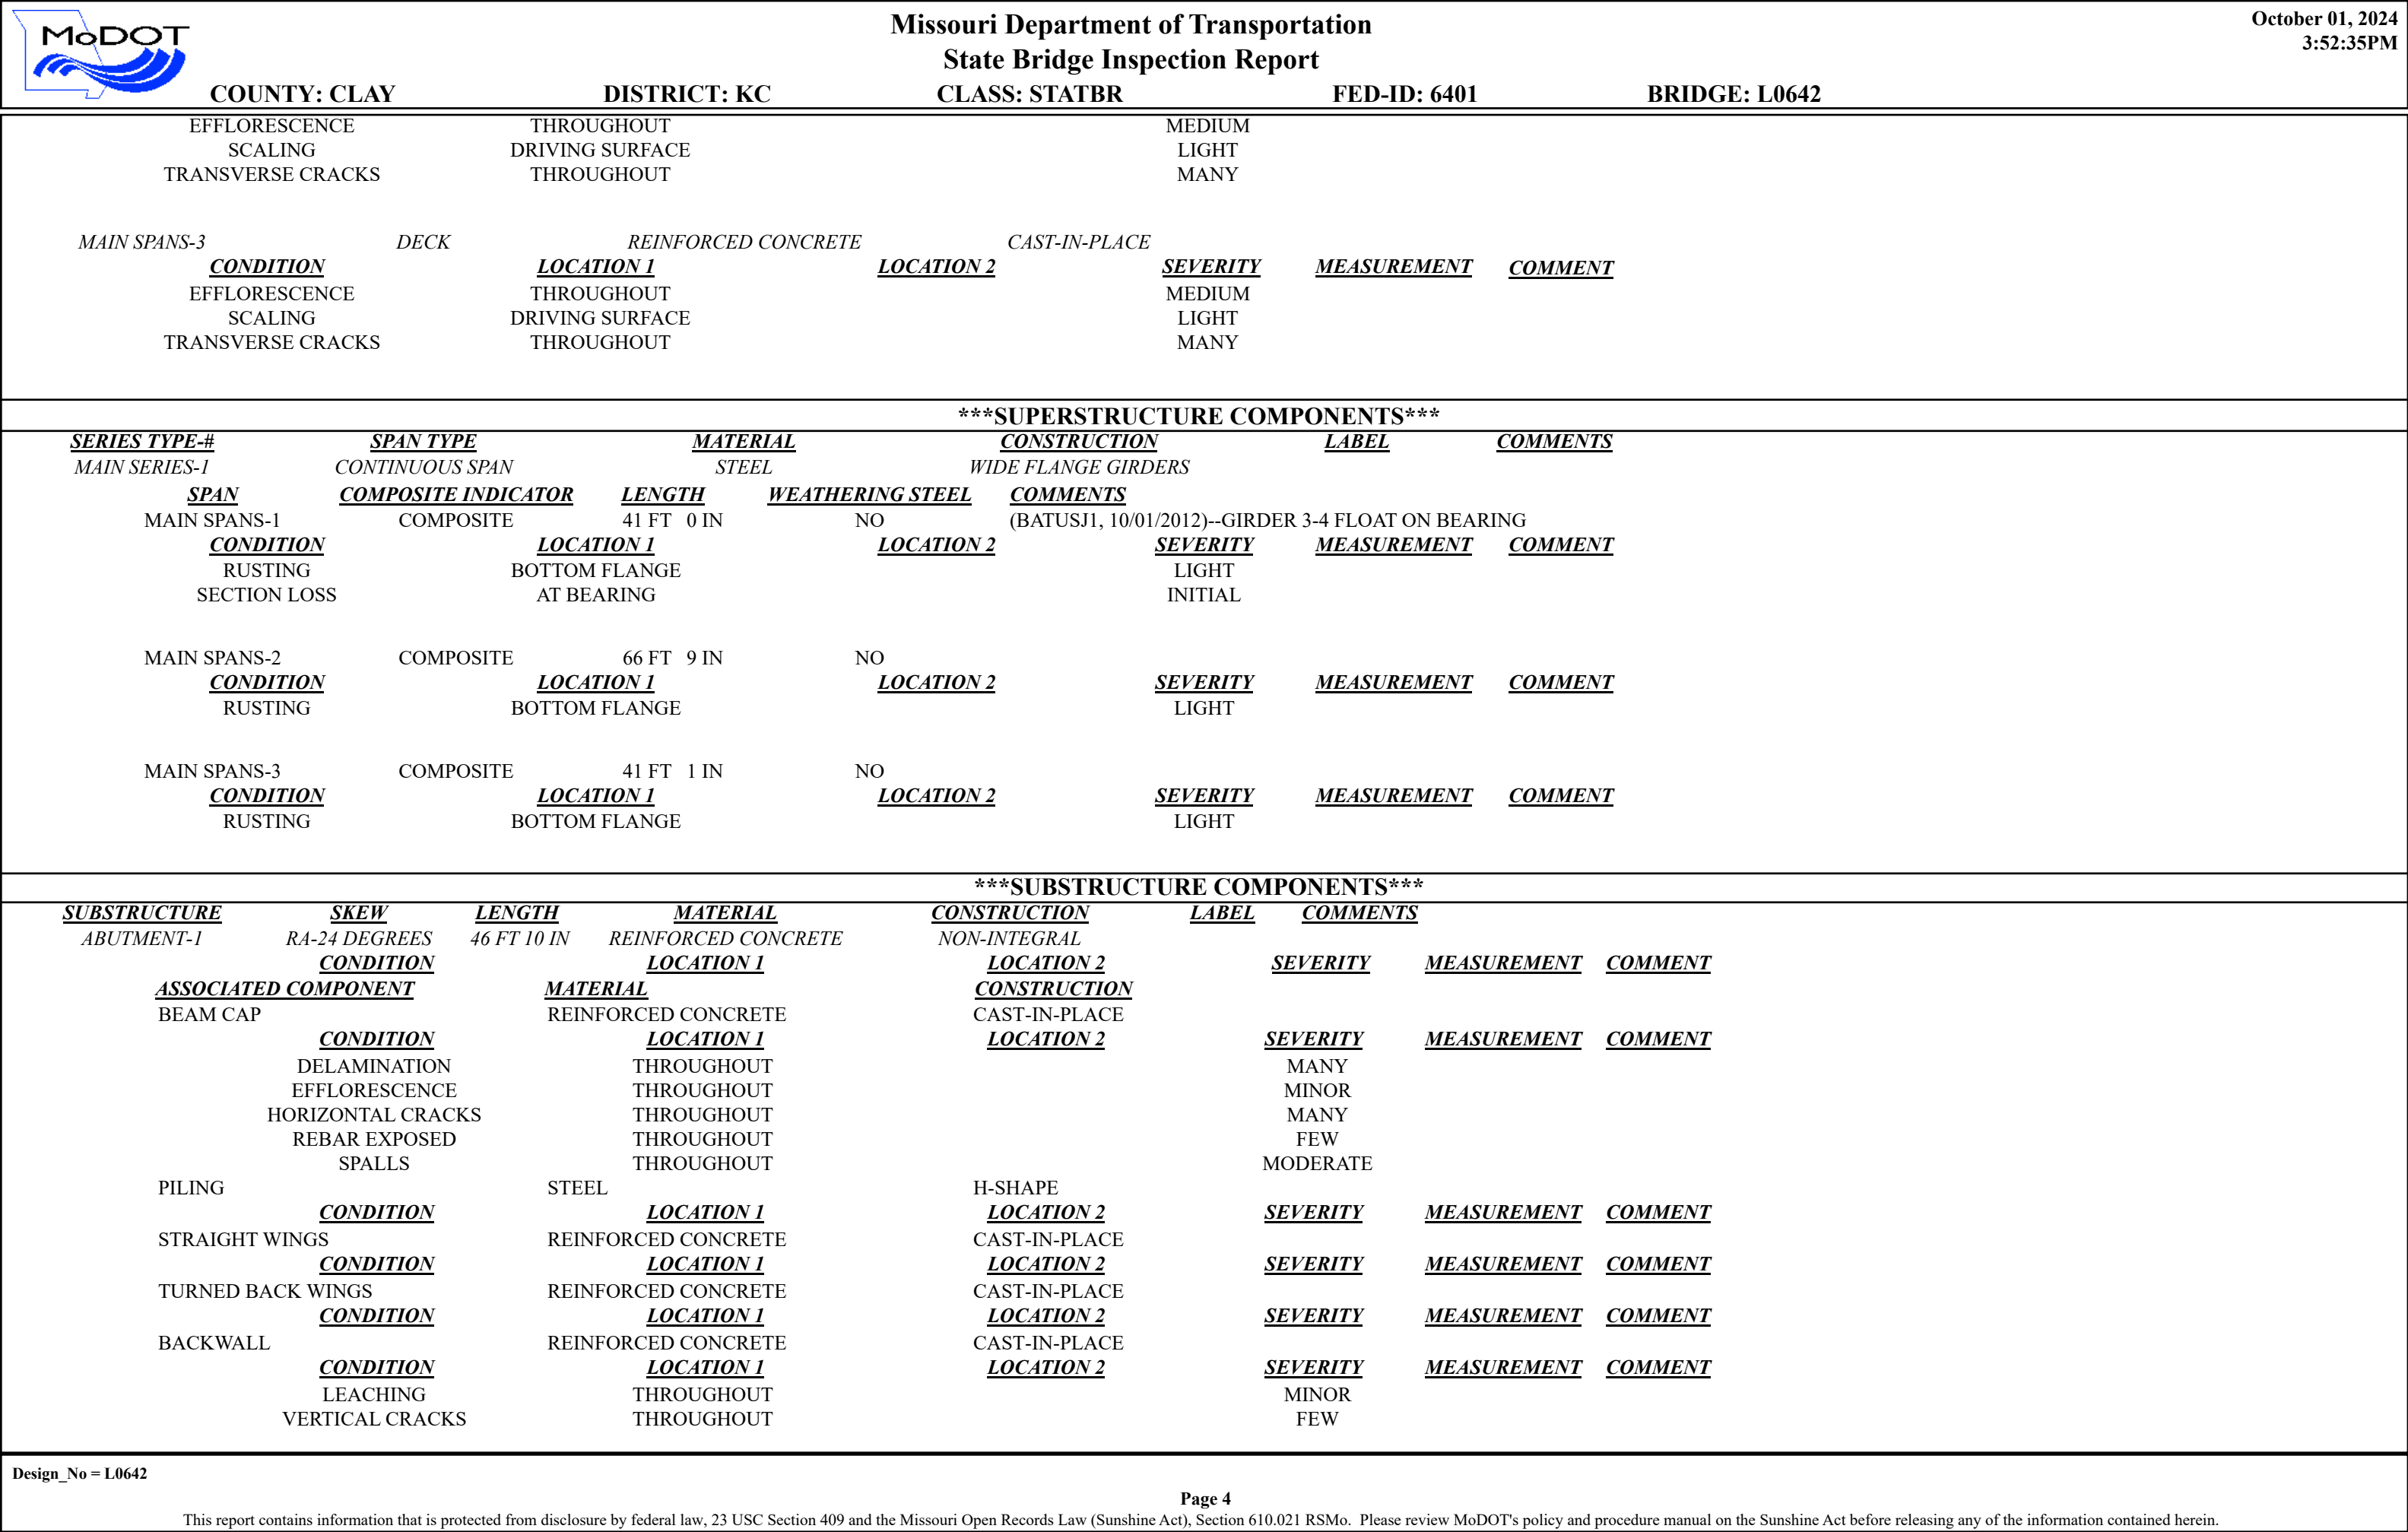 MoDOT
Missouri Department of Transportation
State Bridge Inspection Report
October 01, 2024
3:52:35PM
COUNTY: CLAY DISTRICT: KC CLASS: STATBR FED-ID: 6401 BRIDGE: L0642
EFFLORESCENCE THROUGHOUT MEDIUM
SCALING DRIVING SURFACE LIGHT
TRANSVERSE CRACKS THROUGHOUT MANY
MAIN SPANS-3 DECK REINFORCED CONCRETE CAST-IN-PLACE
CONDITION LOCATION 1 LOCATION 2 SEVERITY MEASUREMENT COMMENT
EFFLORESCENCE THROUGHOUT MEDIUM
SCALING DRIVING SURFACE LIGHT
TRANSVERSE CRACKS THROUGHOUT MANY
***SUPERSTRUCTURE COMPONENTS***
SERIES TYPE-# SPAN TYPE MATERIAL CONSTRUCTION LABEL COMMENTS
MAIN SERIES-1 CONTINUOUS SPAN STEEL WIDE FLANGE GIRDERS
SPAN COMPOSITE INDICATOR LENGTH WEATHERING STEEL COMMENTS
MAIN SPANS-1 COMPOSITE 41 FT 0 IN NO (BATUSJ1, 10/01/2012)--GIRDER 3-4 FLOAT ON BEARING
CONDITION LOCATION 1 LOCATION 2 SEVERITY MEASUREMENT COMMENT
RUSTING BOTTOM FLANGE LIGHT
SECTION LOSS AT BEARING INITIAL
MAIN SPANS-2 COMPOSITE 66 FT 9 IN NO
CONDITION LOCATION 1 LOCATION 2 SEVERITY MEASUREMENT COMMENT
RUSTING BOTTOM FLANGE LIGHT
MAIN SPANS-3 COMPOSITE 41 FT 1 IN NO
CONDITION LOCATION 1 LOCATION 2 SEVERITY MEASUREMENT COMMENT
RUSTING BOTTOM FLANGE LIGHT
***SUBSTRUCTURE COMPONENTS***
SUBSTRUCTURE SKEW LENGTH MATERIAL CONSTRUCTION LABEL COMMENTS
ABUTMENT-1 RA-24 DEGREES 46 FT 10 IN REINFORCED CONCRETE NON-INTEGRAL
CONDITION LOCATION 1 LOCATION 2 SEVERITY MEASUREMENT COMMENT
ASSOCIATED COMPONENT MATERIAL CONSTRUCTION
BEAM CAP REINFORCED CONCRETE CAST-IN-PLACE
CONDITION LOCATION 1 LOCATION 2 SEVERITY MEASUREMENT COMMENT
DELAMINATION THROUGHOUT MANY
EFFLORESCENCE THROUGHOUT MINOR
HORIZONTAL CRACKS THROUGHOUT MANY
REBAR EXPOSED THROUGHOUT FEW
SPALLS THROUGHOUT MODERATE
PILING STEEL H-SHAPE
CONDITION LOCATION 1 LOCATION 2 SEVERITY MEASUREMENT COMMENT
STRAIGHT WINGS REINFORCED CONCRETE CAST-IN-PLACE
CONDITION LOCATION 1 LOCATION 2 SEVERITY MEASUREMENT COMMENT
TURNED BACK WINGS REINFORCED CONCRETE CAST-IN-PLACE
CONDITION LOCATION 1 LOCATION 2 SEVERITY MEASUREMENT COMMENT
BACKWALL REINFORCED CONCRETE CAST-IN-PLACE
CONDITION LOCATION 1 LOCATION 2 SEVERITY MEASUREMENT COMMENT
LEACHING THROUGHOUT MINOR
VERTICAL CRACKS THROUGHOUT FEW
Design_No = L0642
Page 4
This report contains information that is protected from disclosure by federal law, 23 USC Section 409 and the Missouri Open Records Law (Sunshine Act), Section 610.021 RSMo. Please review MoDOT's policy and procedure manual on the Sunshine Act before releasing any of the information contained herein.